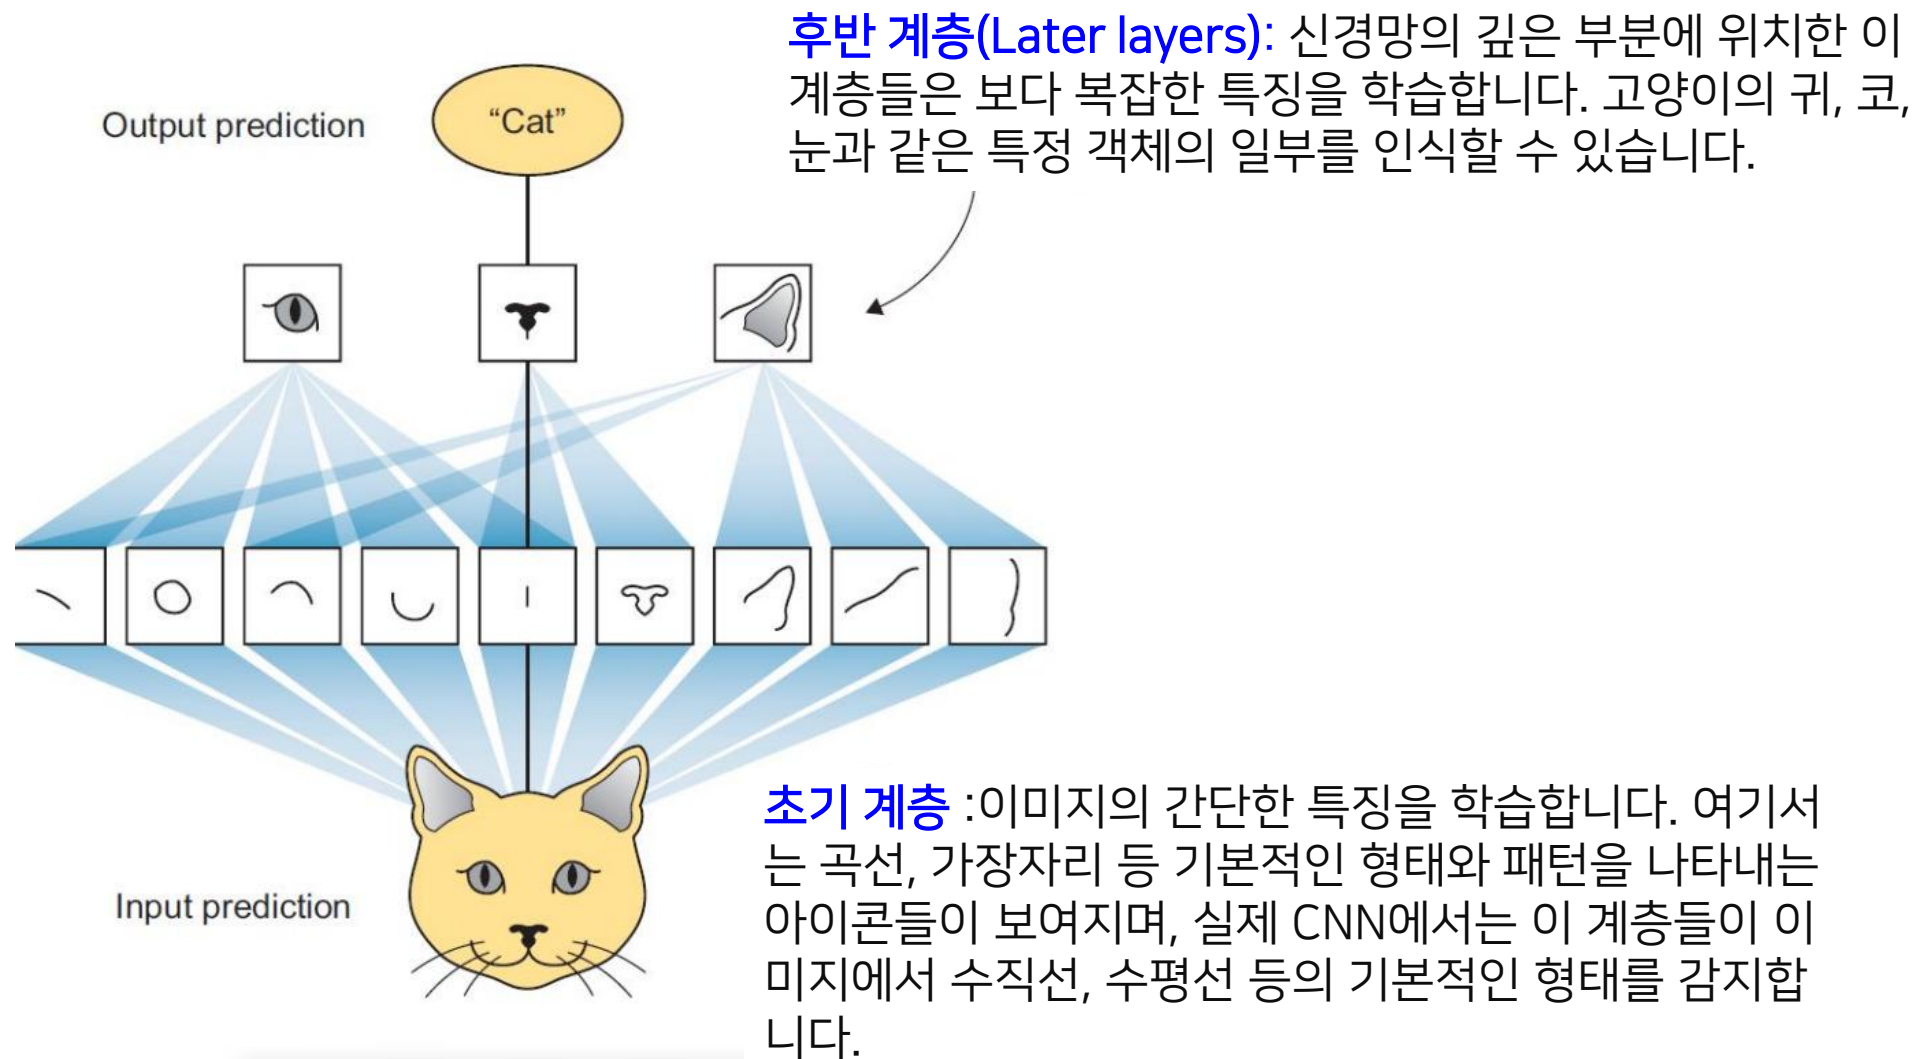 후반 계층(Later layers): 신경망의 깊은 부분에 위치한 이
계층들은 보다 복잡한 특징을 학습합니다. 고양이의 귀, 코,
눈과 같은 특정 객체의 일부를 인식할 수 있습니다.
Output prediction
“Cat”
초기 계층 :이미지의 간단한 특징을 학습합니다. 여기서
는 곡선, 가장자리 등 기본적인 형태와 패턴을 나타내는
아이콘들이 보여지며, 실제 CNN에서는 이 계층들이 이
미지에서 수직선, 수평선 등의 기본적인 형태를 감지합
니다.
Input prediction